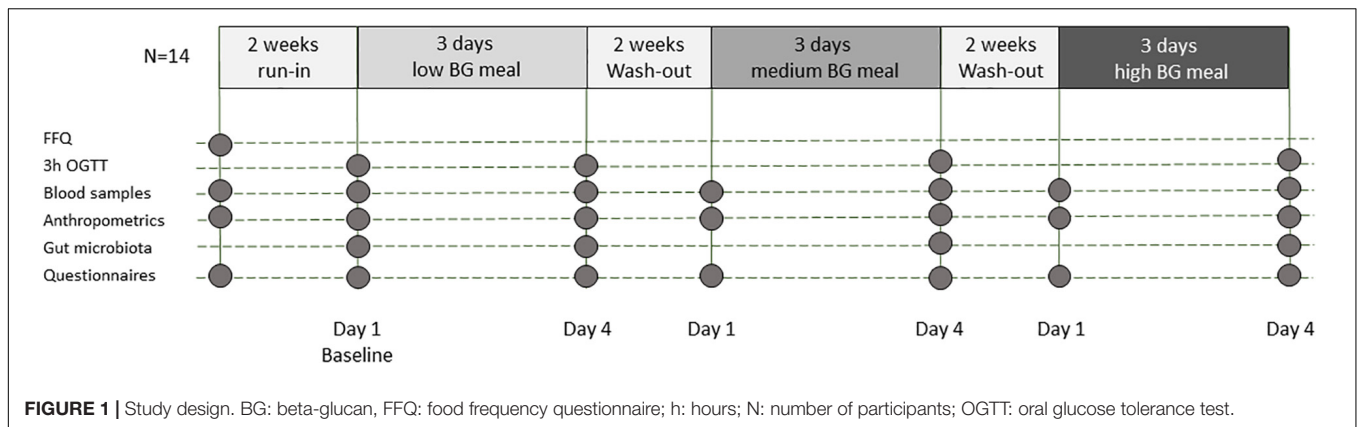 N=14
2 weeks
run-in
3 days
low BG meal
2 weeks
Wash-out
3 days
medium BG meal
2 weeks
Wash-out
3 days
high BG meal
FFQ
3h OGTT
Blood samples
Anthropometrics
Gut microbiota
Questionnaires
Day 1
Baseline
Day 4
Day 1
Day 4
Day 1
Day 4
FIGURE 1 | Study design. BG: beta-glucan, FFQ: food frequency questionnaire; h: hours; N: number of participants; OGTT: oral glucose tolerance test.